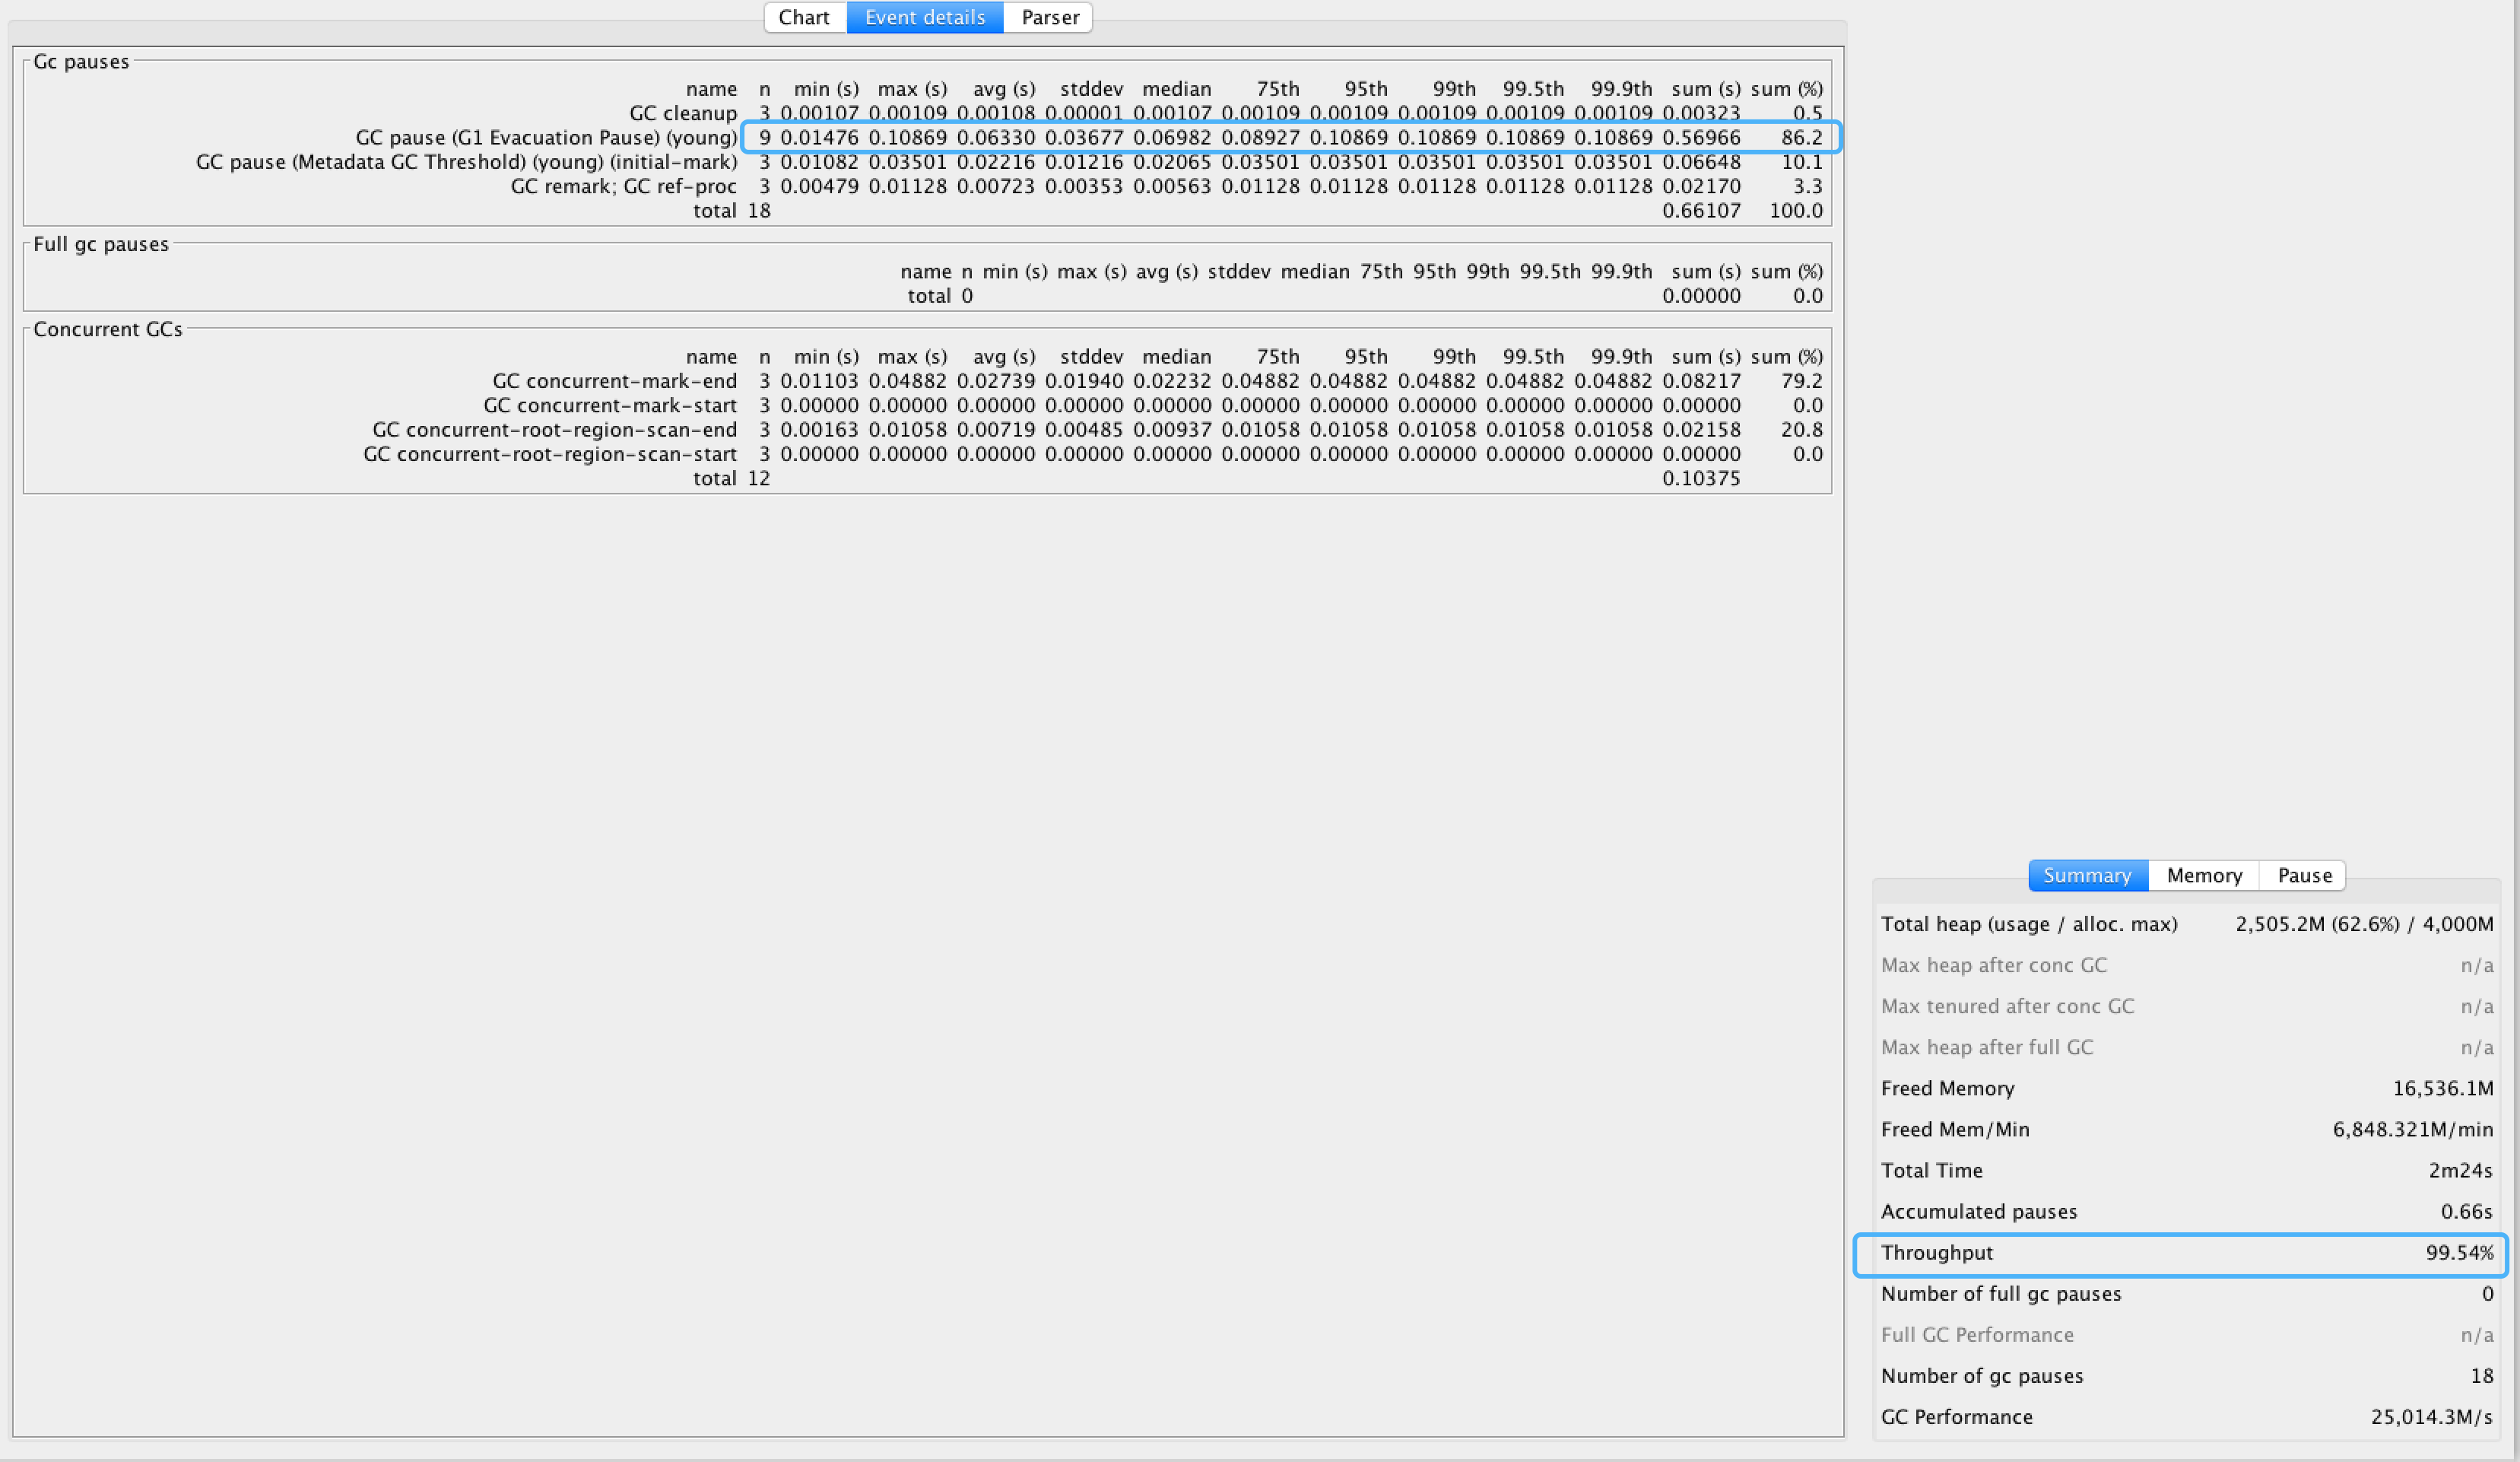 Chart Event details Parser
Gc pauses
name n min (s) max (s) avg (s) stddev median 75th 95th 99th 99.5th 99.9th sum (s) sum (%)
GC cleanup 3 0.00107 0.00109 0.00108 0.00001 0.00107 0.00109 0.00109 0.00109 0.00109 0.00109 0.00323 0.5
GC pause (G1 Evacuation Pause) (young) 9 0.01476 0.10869 0.06330 0.03677 0.06982 0.08927 0.10869 0.10869 0.10869 0.10869 0.56966 86.2
GC pause (Metadata GC Threshold) (young) (initial-mark) 3 0.01082 0.03501 0.02216 0.01216 0.02065 0.03501 0.03501 0.03501 0.03501 0.03501 0.06648 10.1
GC remark; GC ref-proc 3 0.00479 0.01128 0.00723 0.00353 0.00563 0.01128 0.01128 0.01128 0.01128 0.01128 0.02170 3.3
total 18 0.66107 100.0
Full gc pauses
name n min (s) max (s) avg (s) stddev median 75th 95th 99th 99.5th 99.9th sum (s) sum (%)
total 0 0.00000 0.0
Concurrent GCs
name n min (s) max (s) avg (s) stddev median 75th 95th 99th 99.5th 99.9th sum (s) sum (%)
GC concurrent-mark-end 3 0.01103 0.04882 0.02739 0.01940 0.02232 0.04882 0.04882 0.04882 0.04882 0.04882 0.08217 79.2
GC concurrent-mark-start 3 0.00000 0.00000 0.00000 0.00000 0.00000 0.00000 0.00000 0.00000 0.00000 0.00000 0.00000 0.0
GC concurrent-root-region-scan-end 3 0.00163 0.01058 0.00719 0.00485 0.00937 0.01058 0.01058 0.01058 0.01058 0.01058 0.02158 20.8
GC concurrent-root-region-scan-start 3 0.00000 0.00000 0.00000 0.00000 0.00000 0.00000 0.00000 0.00000 0.00000 0.00000 0.00000 0.0
total 12 0.10375
Summary Memory Pause
Total heap (usage / alloc. max) 2,505.2M (62.6%) / 4,000M
Max heap after conc GC n/a
Max tenured after conc GC n/a
Max heap after full GC n/a
Freed Memory 16,536.1M
Freed Mem/Min 6,848.321M/min
Total Time 2m24s
Accumulated pauses 0.66s
Throughput 99.54%
Number of full gc pauses 0
Full GC Performance n/a
Number of gc pauses 18
GC Performance 25,014.3M/s